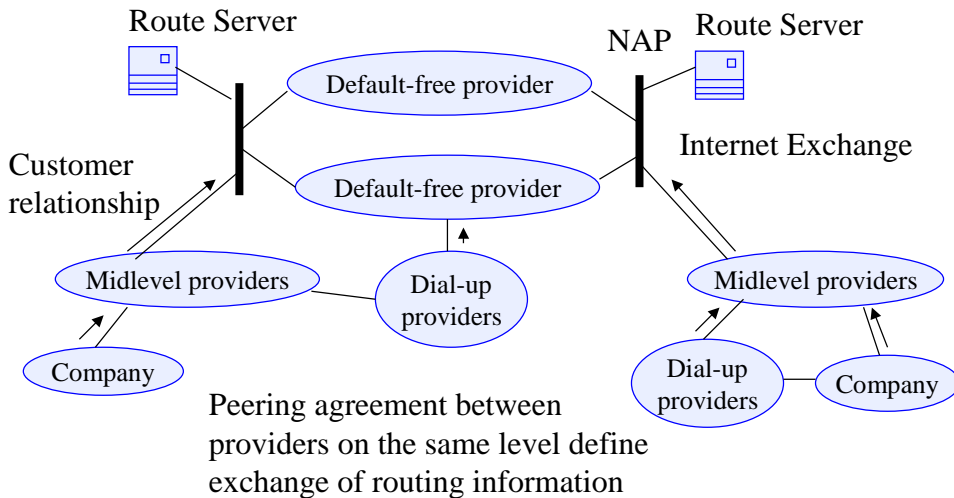 Route Server
NAP
Route Server
Default-free provider
Internet Exchange
Customer
relationship
Default-free provider
Midlevel providers
Dial-up
providers
Midlevel providers
Company
Dial-up
providers
Company
Peering agreement between
providers on the same level define
exchange of routing information